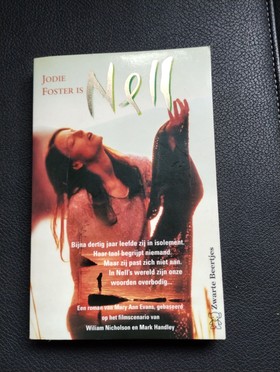 JODIE
FOSTER IS
Nell
Bijna dertig jaar leefde zij in isolement.
Haar taal begrijpt niemand.
Maar zij past zich niet aan.
In Nell's wereld zijn onze
woorden overbodig...
Een roman van Mary Ann Evans, gebaseerd
op het filmscenario van
William Nicholson en Mark Handley
Zwarte Beertjes